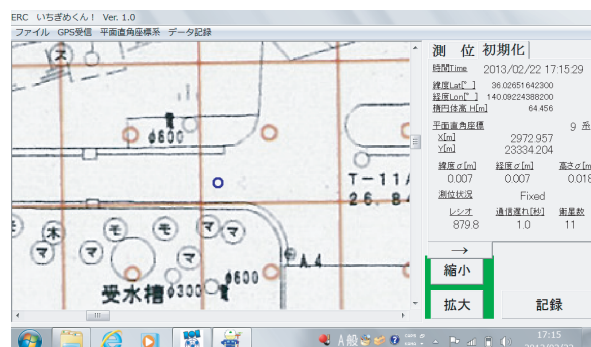 ERC いちぎめくん! Ver. 1.0
ファイル GPS受信 平面直角座標系 データ記録
ス
電
φ600
T-11
26.8
ホ
モ
モ
マ
マ
マ
マ
A.4
受水槽
φ300
電
φ600
測 位
初期化
時間Time 2013/02/22 17:15:29
緯度Lat[°] 36.02651642300
経度Lon[°] 140.09224388200
楕円体高 H[m] 64.456
平面直角座標 9 系
X[m] 2972.957
Y[m] 23334.204
緯度σ[m] 経度σ[m] 高さσ[m]
0.007 0.007 0.018
測位状況 Fixed
レシオ 通信遅れ[秒] 衛星数
879.8 1.0 11
→
縮小
拡大
記録
A 般
17:15